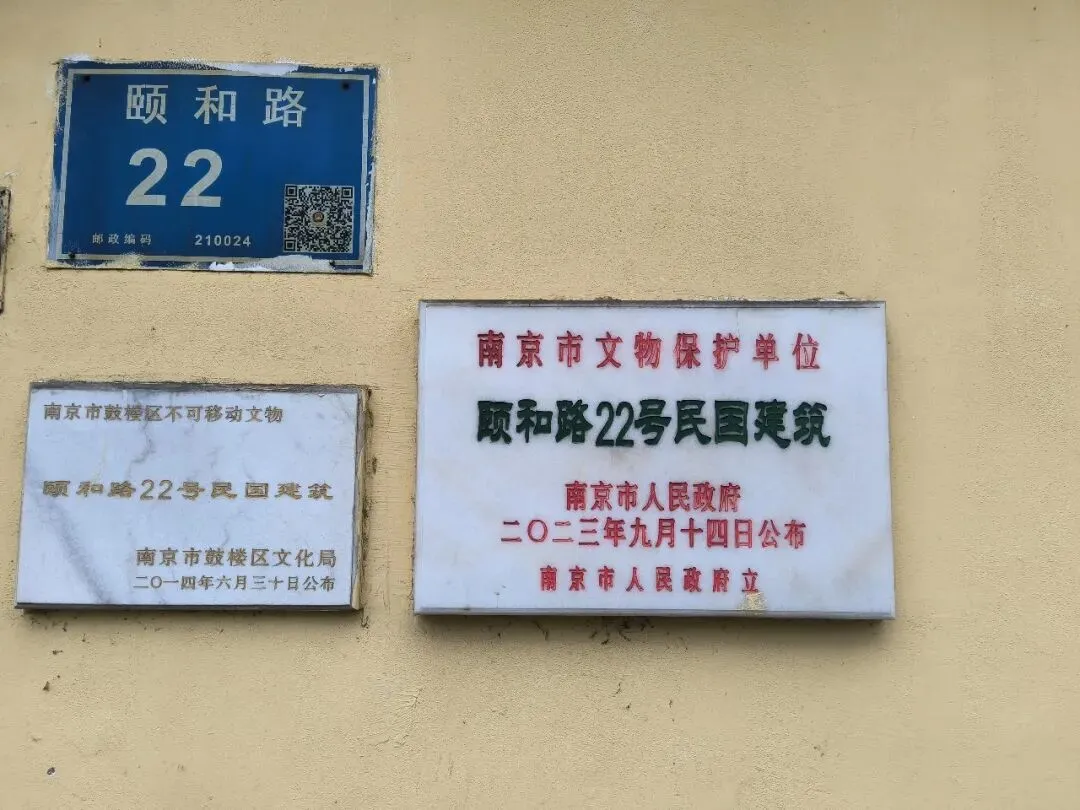 颐和路
22
邮政编码 210024
南京市鼓楼区不可移动文物
颐和路22号民国建筑
南京市鼓楼区文化局
二〇一四年六月三十日公布
南京市文物保护单位
颐和路22号民国建筑
南京市人民政府
二〇二三年九月十四日公布
南京市人民政府立